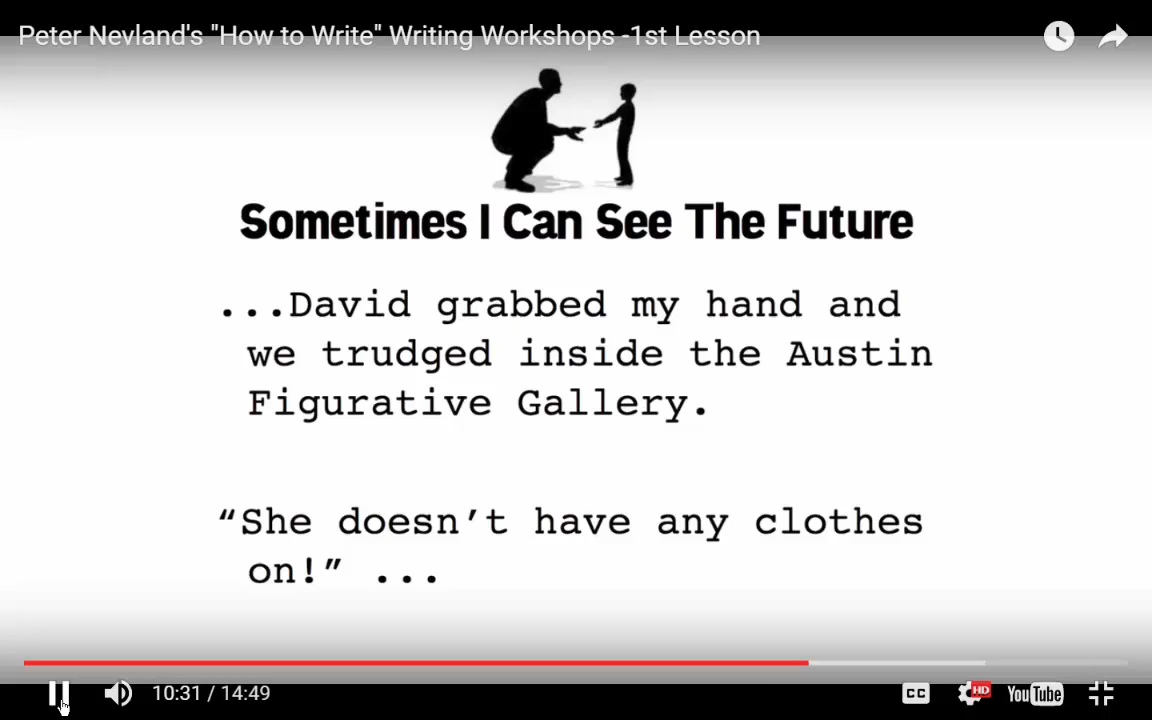 Peter Nevland's "How to Write" Writing Workshops -1st Lesson
Sometimes I Can See The Future
...David grabbed my hand and
we trudged inside the Austin
Figurative Gallery.
“She doesn’t have any clothes
on!” ...
10:31 / 14:49
CC
HD
YouTube